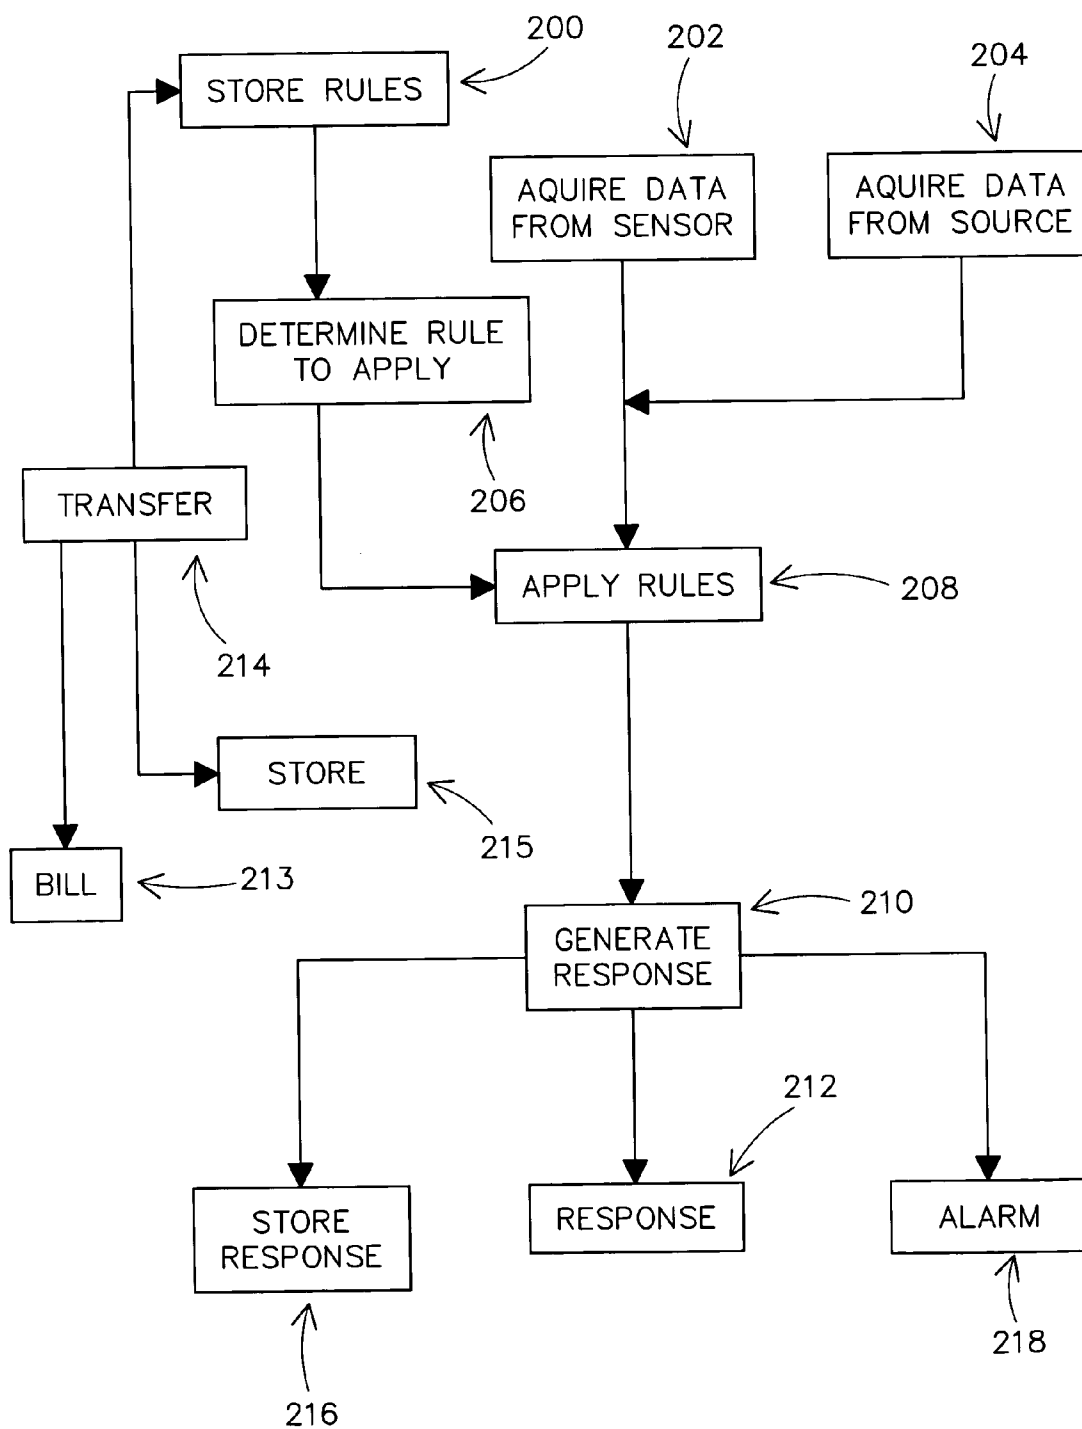 200
202
204
STORE RULES
AQUIRE DATA
FROM SENSOR
AQUIRE DATA
FROM SOURCE
DETERMINE RULE
TO APPLY
206
TRANSFER
214
APPLY RULES
208
STORE
215
BILL
213
210
GENERATE
RESPONSE
212
STORE
RESPONSE
RESPONSE
ALARM
216
218